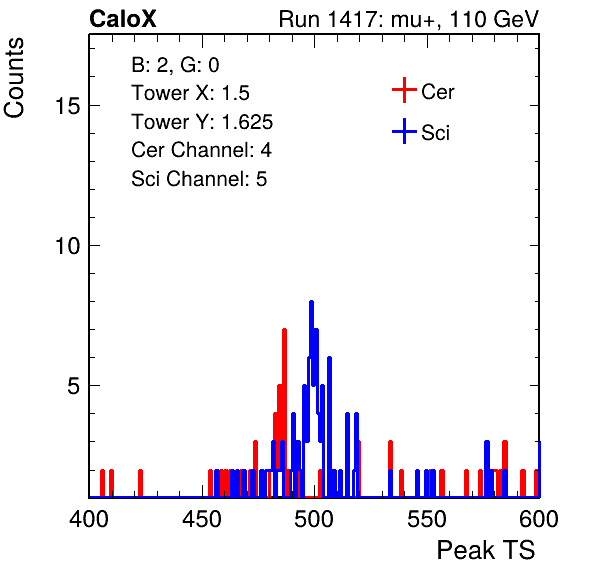 CaloX Run 1417: mu+, 110 GeV
Counts
B: 2, G: 0
Tower X: 1.5
Tower Y: 1.625
Cer Channel: 4
Sci Channel: 5
Cer
Sci
15
10
5
400 450 500 550 600
Peak TS